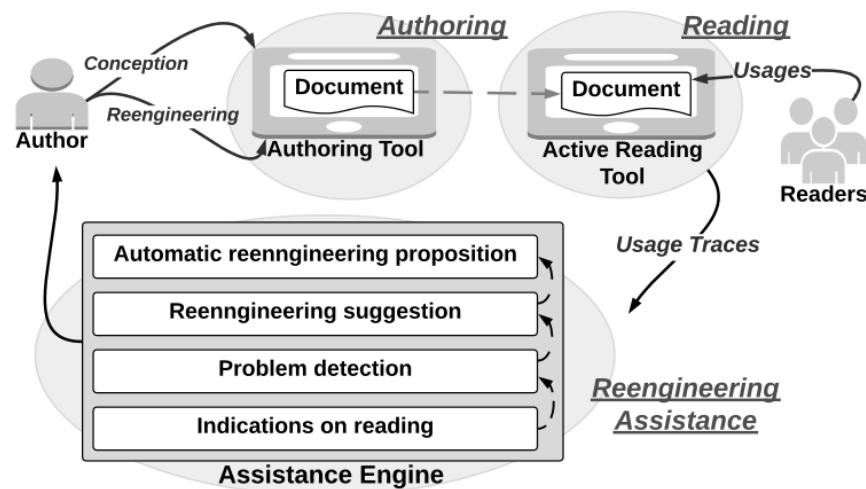 Authoring
Reading
Conception
Document
Document
Usages
Reengineering
Author
Authoring Tool
Active Reading
Tool
Readers
Usage Traces
Automatic reenngineering proposition
Reenngineering suggestion
Problem detection
Indications on reading
Reengineering
Assistance
Assistance Engine